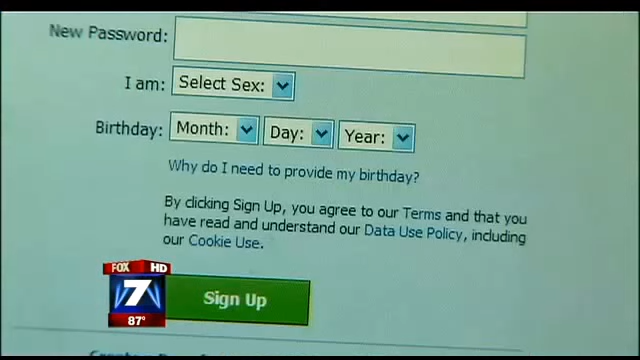 New Password:
I am: Select Sex:
Birthday: Month: Day: Year:
Why do I need to provide my birthday?
By clicking Sign Up, you agree to our Terms and that you
have read and understand our Data Use Policy, including
our Cookie Use.
FOX HD
7
87°
Sign Up